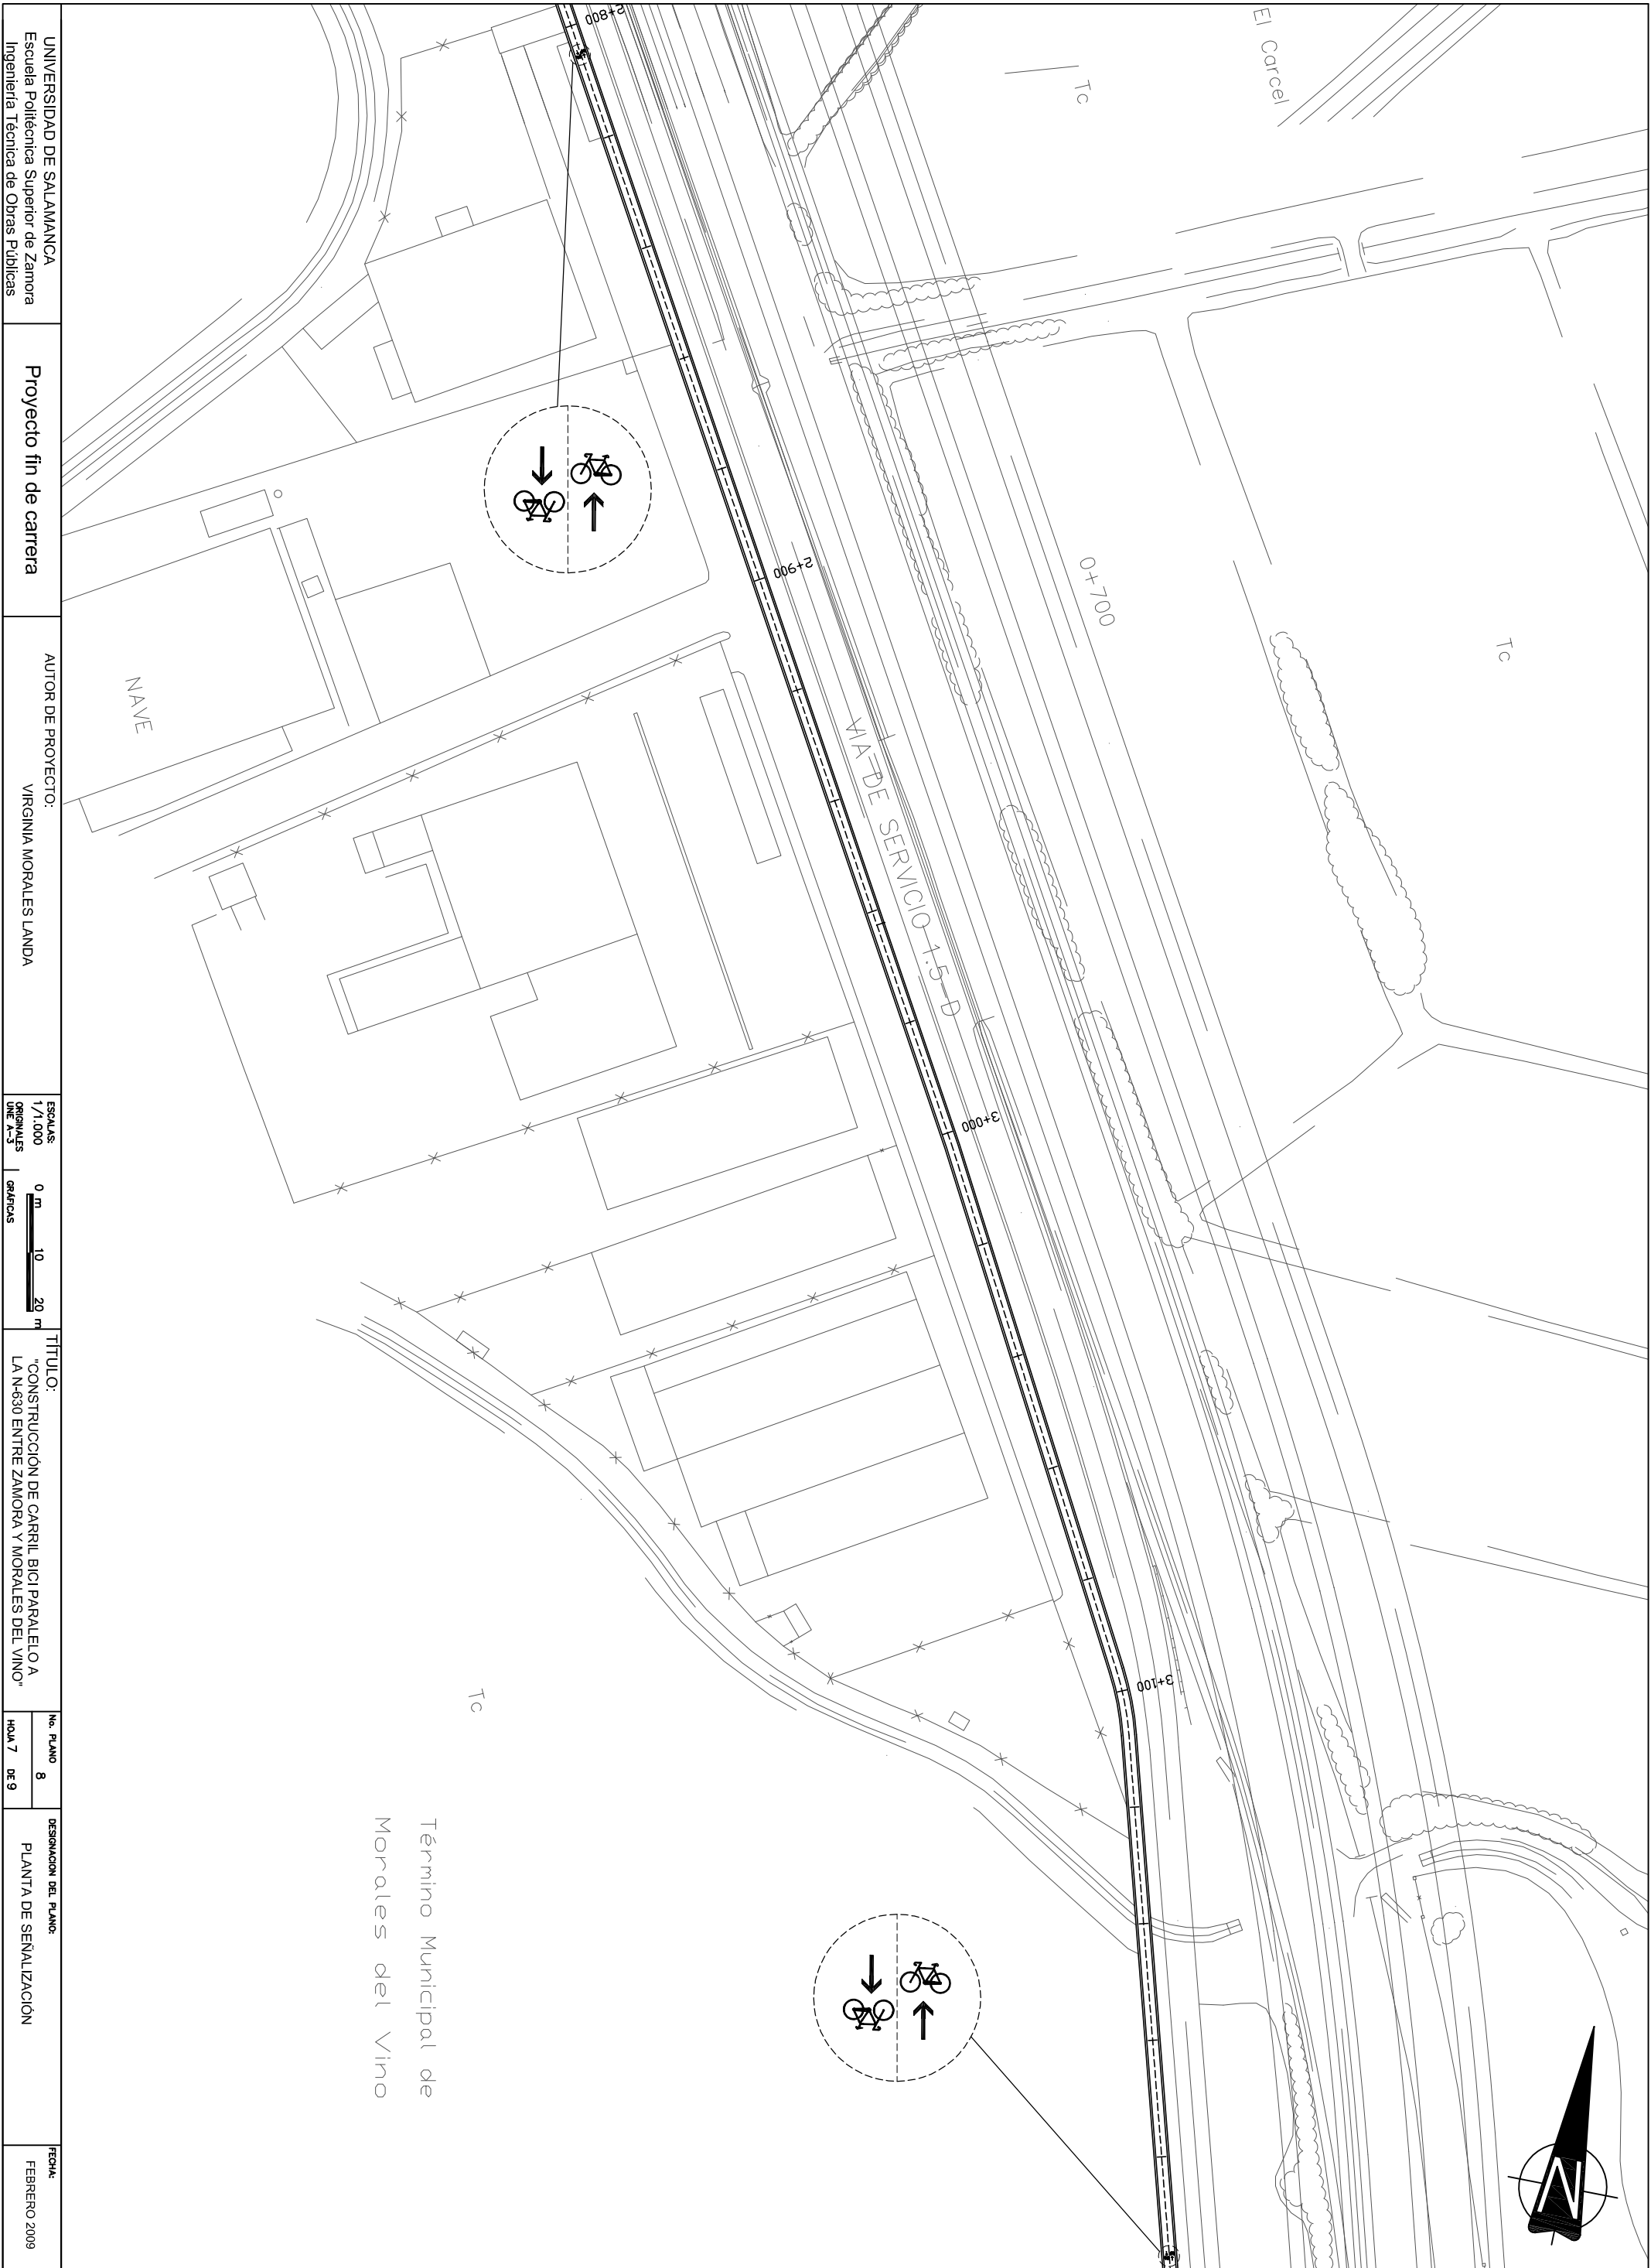 El Carcel
Tc
2+800
Tc
0+700
2+900
VIA DE SERVICIO 1.5_D
NAVE
3+000
3+100
Tc
Término Municipal de
Morales del Vino
N
UNIVERSIDAD DE SALAMANCA
Escuela Politécnica Superior de Zamora
Ingeniería Técnica de Obras Públicas
Proyecto fin de carrera
AUTOR DE PROYECTO:
VIRGINIA MORALES LANDA
ESCALAS:
1/1.000
ORIGINALES
UNE A-3
0 m 10 20 m
GRÁFICAS
TÍTULO:
"CONSTRUCCIÓN DE CARRIL BICI PARALELO A
LA N-630 ENTRE ZAMORA Y MORALES DEL VINO"
No. PLANO
8
HOJA 7 DE 9
DESIGNACION DEL PLANO:
PLANTA DE SEÑALIZACIÓN
FECHA:
FEBRERO 2009